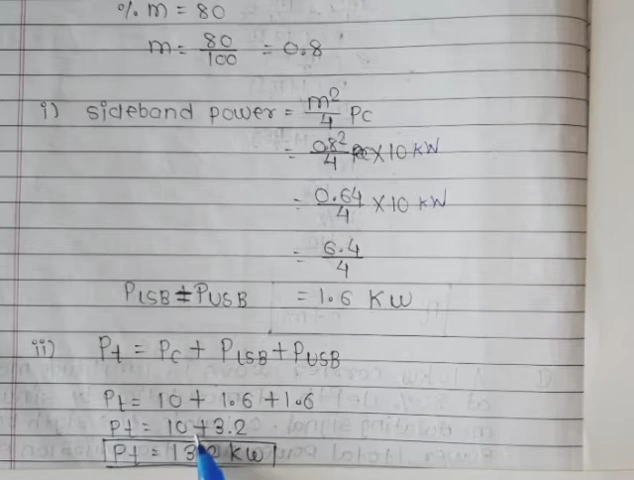 % m = 80
m = 80/100 = 0.8
i) sideband power = m²/4 Pc
= 0.8²/4 × 10 kW
= 0.64/4 × 10 kW
= 6.4/4
PLSB = PUSB = 1.6 KW
ii) Pt = Pc + PLSB + PUSB
Pt = 10 + 1.6 + 1.6
Pt = 10 + 3.2
Pt = 13.2 kW